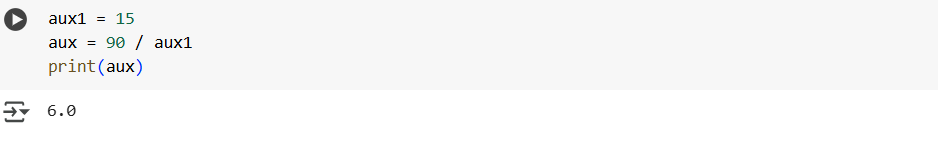 aux1 = 15
aux = 90 / aux1
print(aux)
6.0